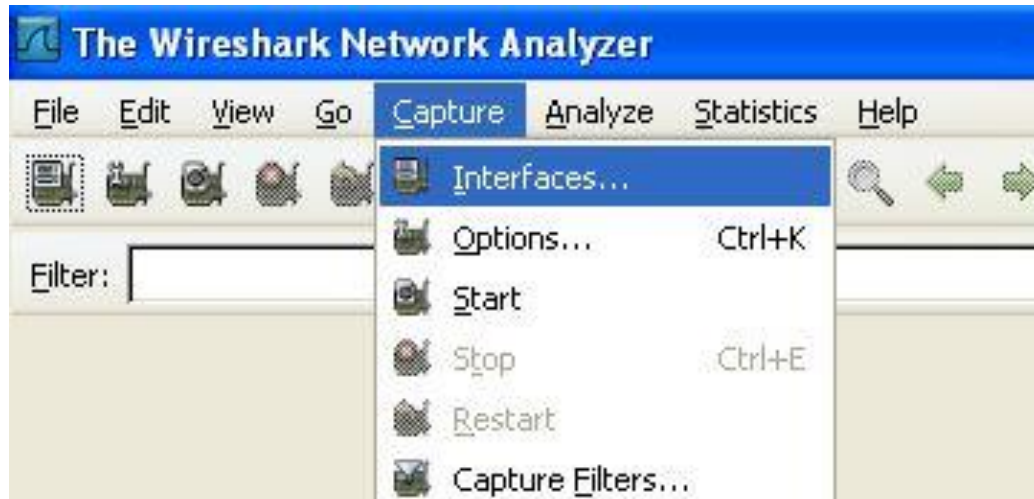 The Wireshark Network Analyzer
File Edit View Go Capture Analyze Statistics Help
Interfaces...
Options... Ctrl+K
Filter:
Start
Stop Ctrl+E
Restart
Capture Filters...